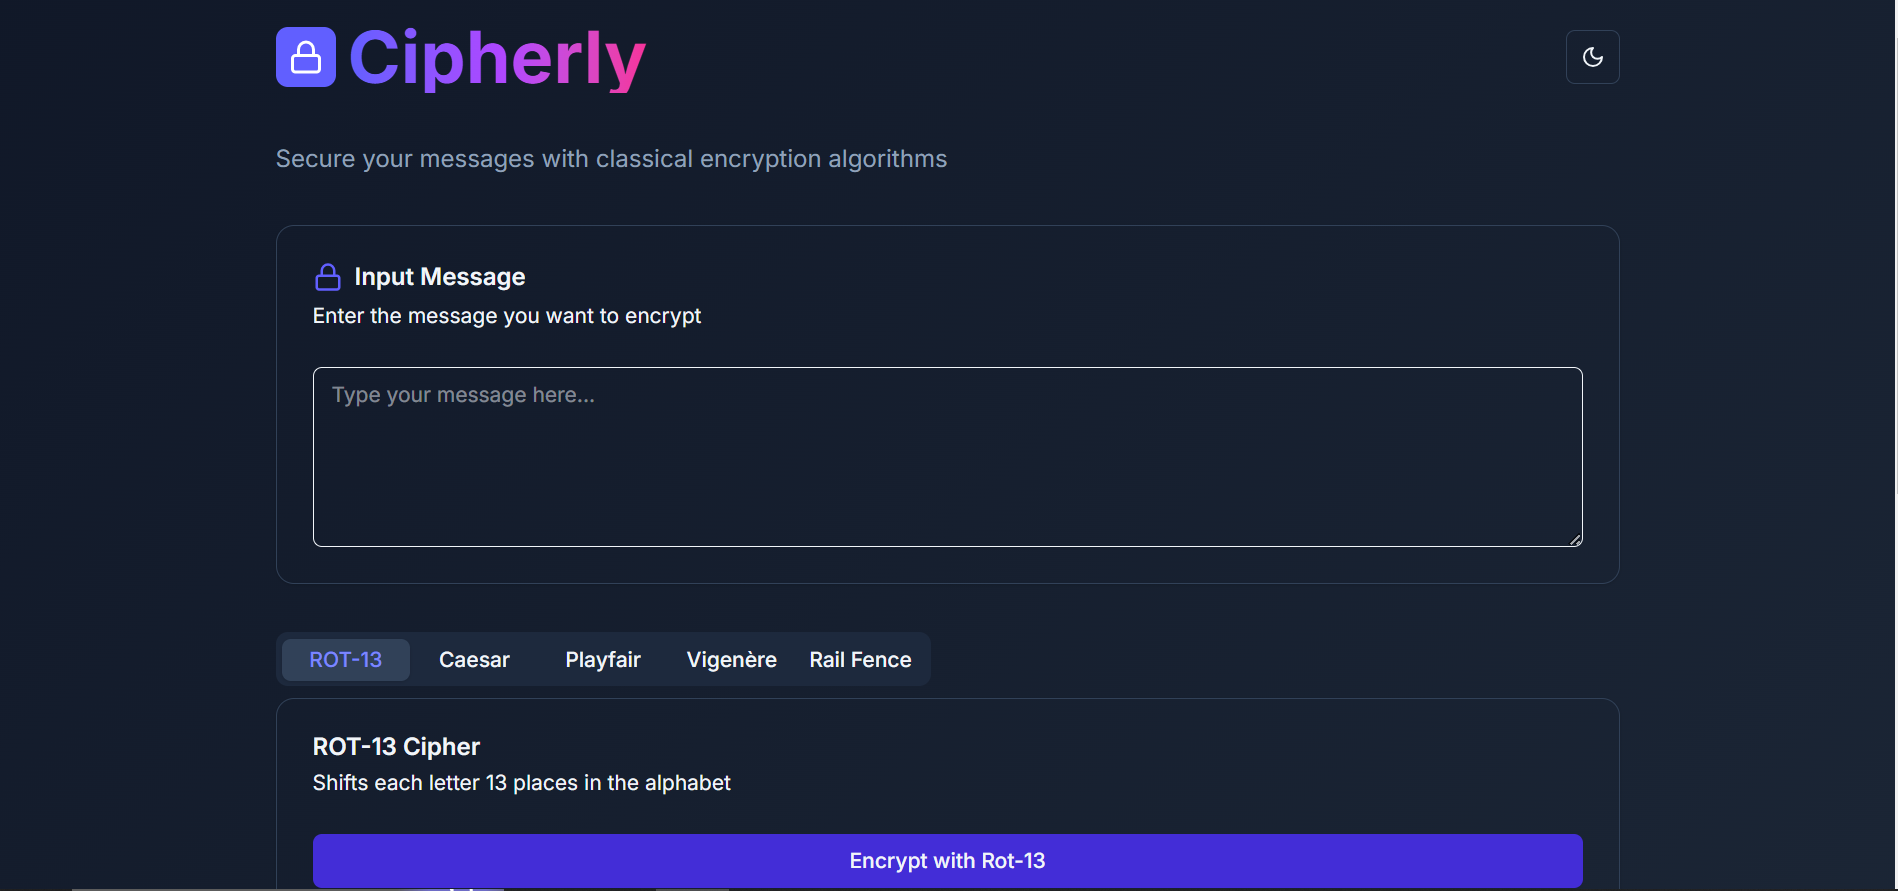 Cipherly
Secure your messages with classical encryption algorithms
Input Message
Enter the message you want to encrypt
Type your message here...
ROT-13 Caesar Playfair Vigenère Rail Fence
ROT-13 Cipher
Shifts each letter 13 places in the alphabet
Encrypt with Rot-13